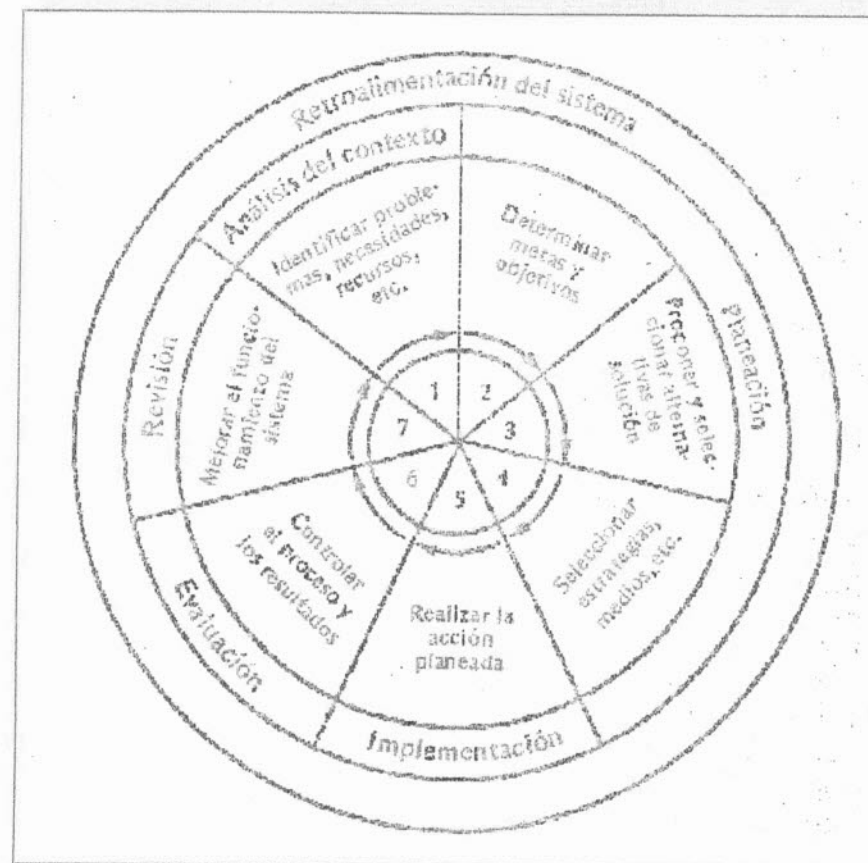 Retroalimentación del sistema
Análisis del contexto
Planeación
Implementación
Evaluación
Revisión
Identificar proble-
mas, necesidades,
recursos,
etc.
Determinar
metas y
objetivos
Proponer y selec-
cionar alterna-
tivas de
solución
Seleccionar
estrategias,
medios, etc.
Realizar la
acción
planeada
Controlar
el proceso y
los resultados
Mejorar el funcio-
namiento del
sistema
1
2
3
4
5
6
7